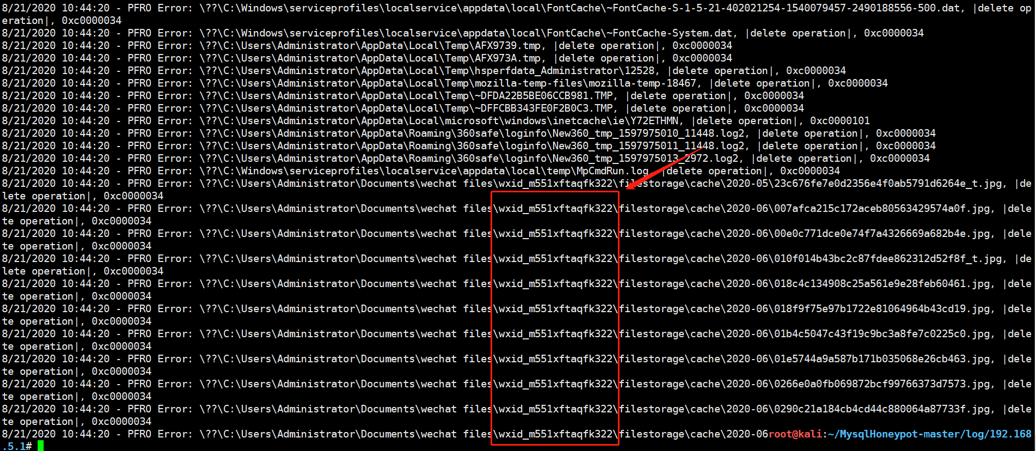 8/21/2020 10:44:20 - PFRO Error: \??\C:\Windows\serviceprofiles\localservice\appdata\local\FontCache\~FontCache-S-1-5-21-402021254-1540079457-2490188556-500.dat, |delete op
eration|, 0xc0000034
8/21/2020 10:44:20 - PFRO Error: \??\C:\Windows\serviceprofiles\localservice\appdata\local\FontCache\~FontCache-System.dat, |delete operation|, 0xc0000034
8/21/2020 10:44:20 - PFRO Error: \??\C:\Users\Administrator\AppData\Local\Temp\AFX9739.tmp, |delete operation|, 0xc0000034
8/21/2020 10:44:20 - PFRO Error: \??\C:\Users\Administrator\AppData\Local\Temp\AFX973A.tmp, |delete operation|, 0xc0000034
8/21/2020 10:44:20 - PFRO Error: \??\C:\Users\Administrator\AppData\Local\Temp\hsperfdata_Administrator\12528, |delete operation|, 0xc0000034
8/21/2020 10:44:20 - PFRO Error: \??\C:\Users\Administrator\AppData\Local\Temp\mozilla-temp-files\mozilla-temp-18467, |delete operation|, 0xc0000034
8/21/2020 10:44:20 - PFRO Error: \??\C:\Users\Administrator\AppData\Local\Temp\~DFDA22B5BE06CCB981.TMP, |delete operation|, 0xc0000034
8/21/2020 10:44:20 - PFRO Error: \??\C:\Users\Administrator\AppData\Local\Temp\~DFFCBB343FE0F2B0C3.TMP, |delete operation|, 0xc0000034
8/21/2020 10:44:20 - PFRO Error: \??\C:\Users\Administrator\AppData\Local\microsoft\windows\inetcache\ie\Y72ETHMN, |delete operation|, 0xc0000101
8/21/2020 10:44:20 - PFRO Error: \??\C:\Users\Administrator\AppData\Roaming\360safe\loginfo\New360_tmp_1597975010_11448.log2, |delete operation|, 0xc0000034
8/21/2020 10:44:20 - PFRO Error: \??\C:\Users\Administrator\AppData\Roaming\360safe\loginfo\New360_tmp_1597975011_11448.log2, |delete operation|, 0xc0000034
8/21/2020 10:44:20 - PFRO Error: \??\C:\Users\Administrator\AppData\Roaming\360safe\loginfo\New360_tmp_1597975013_2972.log2, |delete operation|, 0xc0000034
8/21/2020 10:44:20 - PFRO Error: \??\C:\Windows\serviceprofiles\localservice\appdata\local\temp\MpCmdRun.log, |delete operation|, 0xc0000034
8/21/2020 10:44:20 - PFRO Error: \??\C:\Users\Administrator\Documents\wechat files\wxid_m551xftaqfk322\filestorage\cache\2020-05\23c676fe7e0d2356e4f0ab5791d6264e_t.jpg, |de
lete operation|, 0xc0000034
8/21/2020 10:44:20 - PFRO Error: \??\C:\Users\Administrator\Documents\wechat files\wxid_m551xftaqfk322\filestorage\cache\2020-06\007afca215c172aceb80563429574a0f.jpg, |dele
te operation|, 0xc0000034
8/21/2020 10:44:20 - PFRO Error: \??\C:\Users\Administrator\Documents\wechat files\wxid_m551xftaqfk322\filestorage\cache\2020-06\00e0c771dce0e74f7a4326669a682b4e.jpg, |dele
te operation|, 0xc0000034
8/21/2020 10:44:20 - PFRO Error: \??\C:\Users\Administrator\Documents\wechat files\wxid_m551xftaqfk322\filestorage\cache\2020-06\010f014b43bc2c87fdee862312d52f8f_t.jpg, |de
lete operation|, 0xc0000034
8/21/2020 10:44:20 - PFRO Error: \??\C:\Users\Administrator\Documents\wechat files\wxid_m551xftaqfk322\filestorage\cache\2020-06\018c4c134908c25a561e9e28feb60461.jpg, |dele
te operation|, 0xc0000034
8/21/2020 10:44:20 - PFRO Error: \??\C:\Users\Administrator\Documents\wechat files\wxid_m551xftaqfk322\filestorage\cache\2020-06\018f9f75e97b1722e81064964b43cd19.jpg, |dele
te operation|, 0xc0000034
8/21/2020 10:44:20 - PFRO Error: \??\C:\Users\Administrator\Documents\wechat files\wxid_m551xftaqfk322\filestorage\cache\2020-06\01b4c5047c43f19c9bc3a8fe7c0225c0.jpg, |dele
te operation|, 0xc0000034
8/21/2020 10:44:20 - PFRO Error: \??\C:\Users\Administrator\Documents\wechat files\wxid_m551xftaqfk322\filestorage\cache\2020-06\01e5744a9a587b171b035068e26cb463.jpg, |dele
te operation|, 0xc0000034
8/21/2020 10:44:20 - PFRO Error: \??\C:\Users\Administrator\Documents\wechat files\wxid_m551xftaqfk322\filestorage\cache\2020-06\0266e0a0fb069872bcf99766373d7573.jpg, |dele
te operation|, 0xc0000034
8/21/2020 10:44:20 - PFRO Error: \??\C:\Users\Administrator\Documents\wechat files\wxid_m551xftaqfk322\filestorage\cache\2020-06\0290c21a184cb4cd44c880064a87733f.jpg, |dele
te operation|, 0xc0000034
8/21/2020 10:44:20 - PFRO Error: \??\C:\Users\Administrator\Documents\wechat files\wxid_m551xftaqfk322\filestorage\cache\2020-06root@kali:~/MysqlHoneypot-master/log/192.168
.5.1#